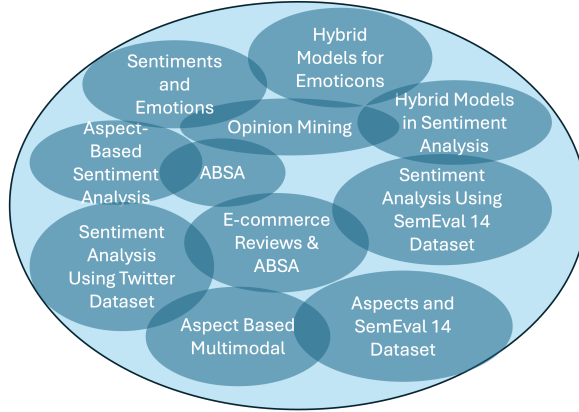 Hybrid
Models for
Emoticons
Sentiments
and
Emotions
Opinion Mining
Hybrid Models
in Sentiment
Analysis
Aspect-
Based
Sentiment
Analysis
ABSA
Sentiment
Analysis Using
SemEval 14
Dataset
E-commerce
Reviews &
ABSA
Sentiment
Analysis
Using Twitter
Dataset
Aspect Based
Multimodal
Aspects and
SemEval 14
Dataset